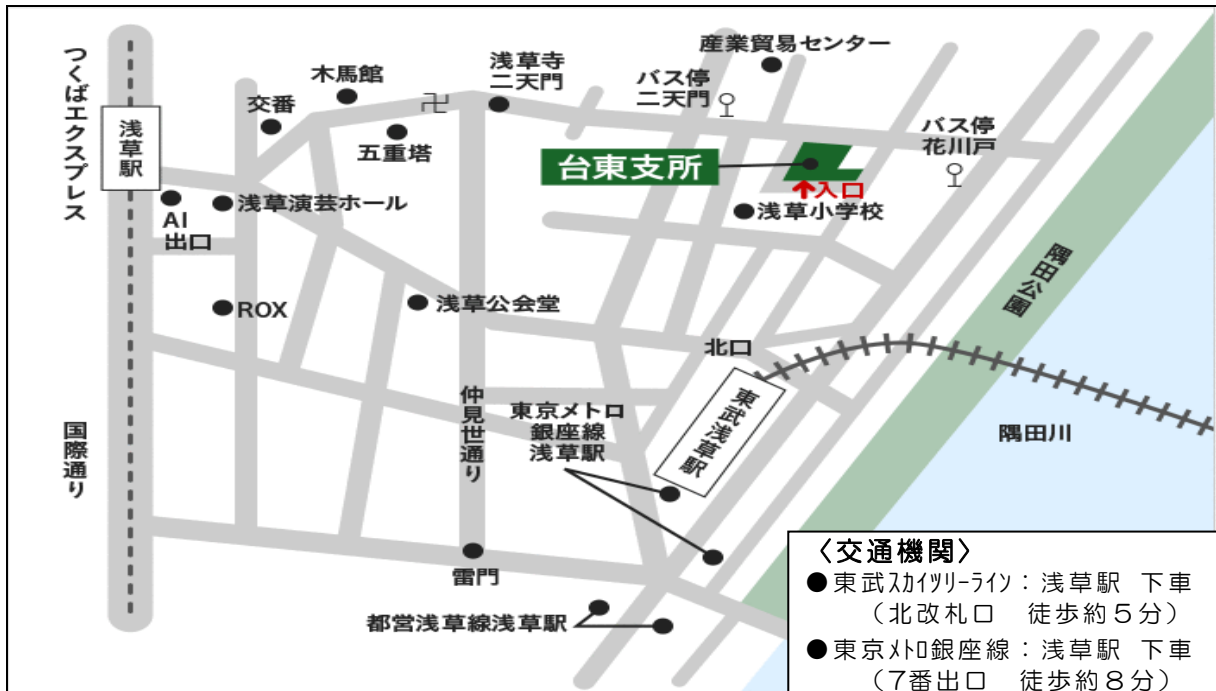 つくばエクスプレス
浅草駅
国際通り
交番
木馬館
卍
五重塔
浅草寺
二天門
バス停
二天門
産業貿易センター
バス停
花川戸
台東支所
↑入口
浅草小学校
AI
出口
浅草演芸ホール
ROX
浅草公会堂
仲見世通り
北口
東武浅草駅
東京メトロ
銀座線
浅草駅
隅田公園
隅田川
雷門
都営浅草線浅草駅
〈交通機関〉
●東武ｽｶｲﾂﾘｰﾗｲﾝ：浅草駅 下車
（北改札口　徒歩約５分）
●東京ﾒﾄﾛ銀座線：浅草駅 下車
（7番出口　徒歩約８分）